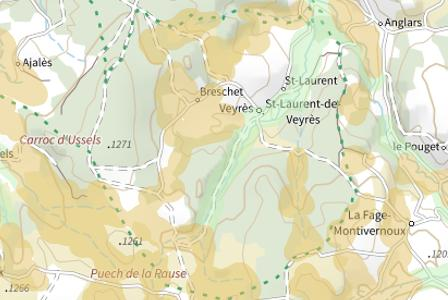 Anglars
Ajalès
St-Laurent
Breschet
Veyrès
St-Laurent-de-
Veyrès
Carroc d'Ussels
.1271
le Pouget
els
La Fage-
Montivernoux
.1261
Puech de la Rause
.1266